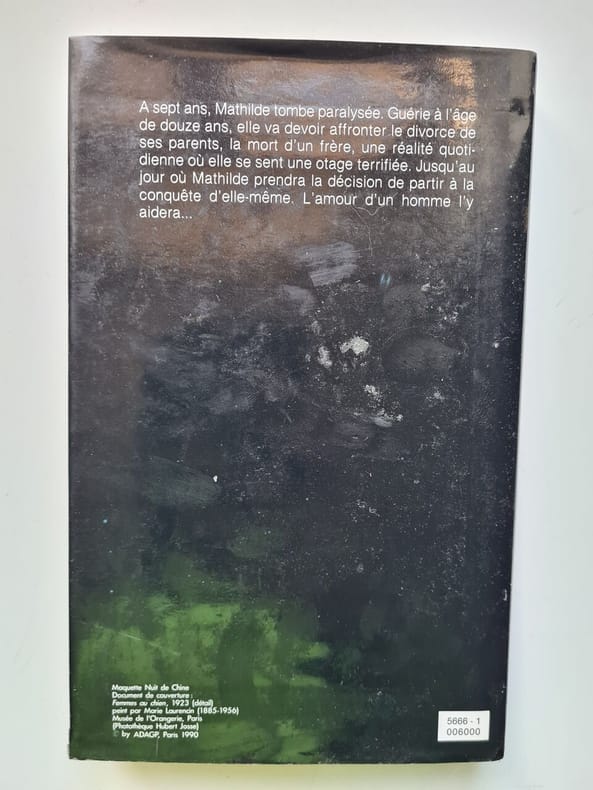 A sept ans, Mathilde tombe paralysée. Guérie à l'âge
de douze ans, elle va devoir affronter le divorce de
ses parents, la mort d'un frère, une réalité quoti-
dienne où elle se sent une otage terrifiée. Jusqu'au
jour où Mathilde prendra la décision de partir à la
conquête d'elle-même. L'amour d'un homme l'y
aidera...
Maquette Nuit de Chine
Document de couverture :
Femmes au chien, 1923 (détail)
peint par Marie Laurencin (1885-1956)
Musée de l'Orangerie, Paris
(Photothèque Hubert Josse)
© by ADAGP, Paris 1990
5666 - 1
006000